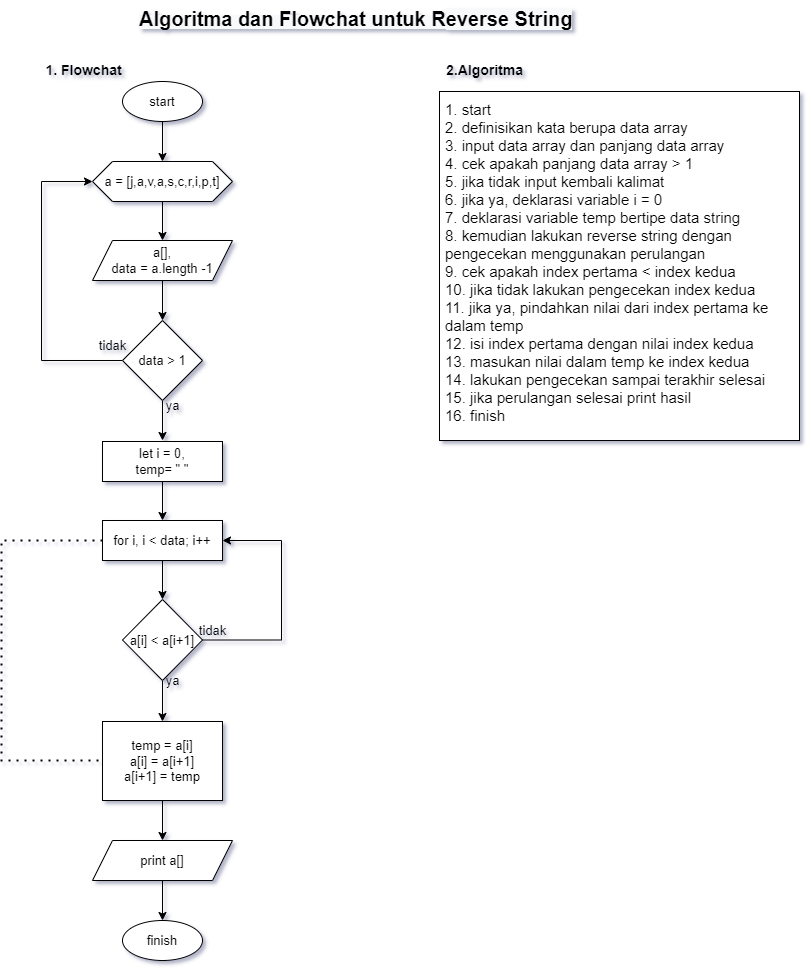 Algoritma dan Flowchat untuk Reverse String
1. Flowchat
start
a = [j,a,v,a,s,c,r,i,p,t]
a[],
data = a.length -1
tidak
data > 1
ya
let i = 0,
temp= " "
for i, i < data; i++
a[i] < a[i+1]
tidak
ya
temp = a[i]
a[i] = a[i+1]
a[i+1] = temp
print a[]
finish
2.Algoritma
1. start
2. definisikan kata berupa data array
3. input data array dan panjang data array
4. cek apakah panjang data array > 1
5. jika tidak input kembali kalimat
6. jika ya, deklarasi variable i = 0
7. deklarasi variable temp bertipe data string
8. kemudian lakukan reverse string dengan
pengecekan menggunakan perulangan
9. cek apakah index pertama < index kedua
10. jika tidak lakukan pengecekan index kedua
11. jika ya, pindahkan nilai dari index pertama ke
dalam temp
12. isi index pertama dengan nilai index kedua
13. masukan nilai dalam temp ke index kedua
14. lakukan pengecekan sampai terakhir selesai
15. jika perulangan selesai print hasil
16. finish